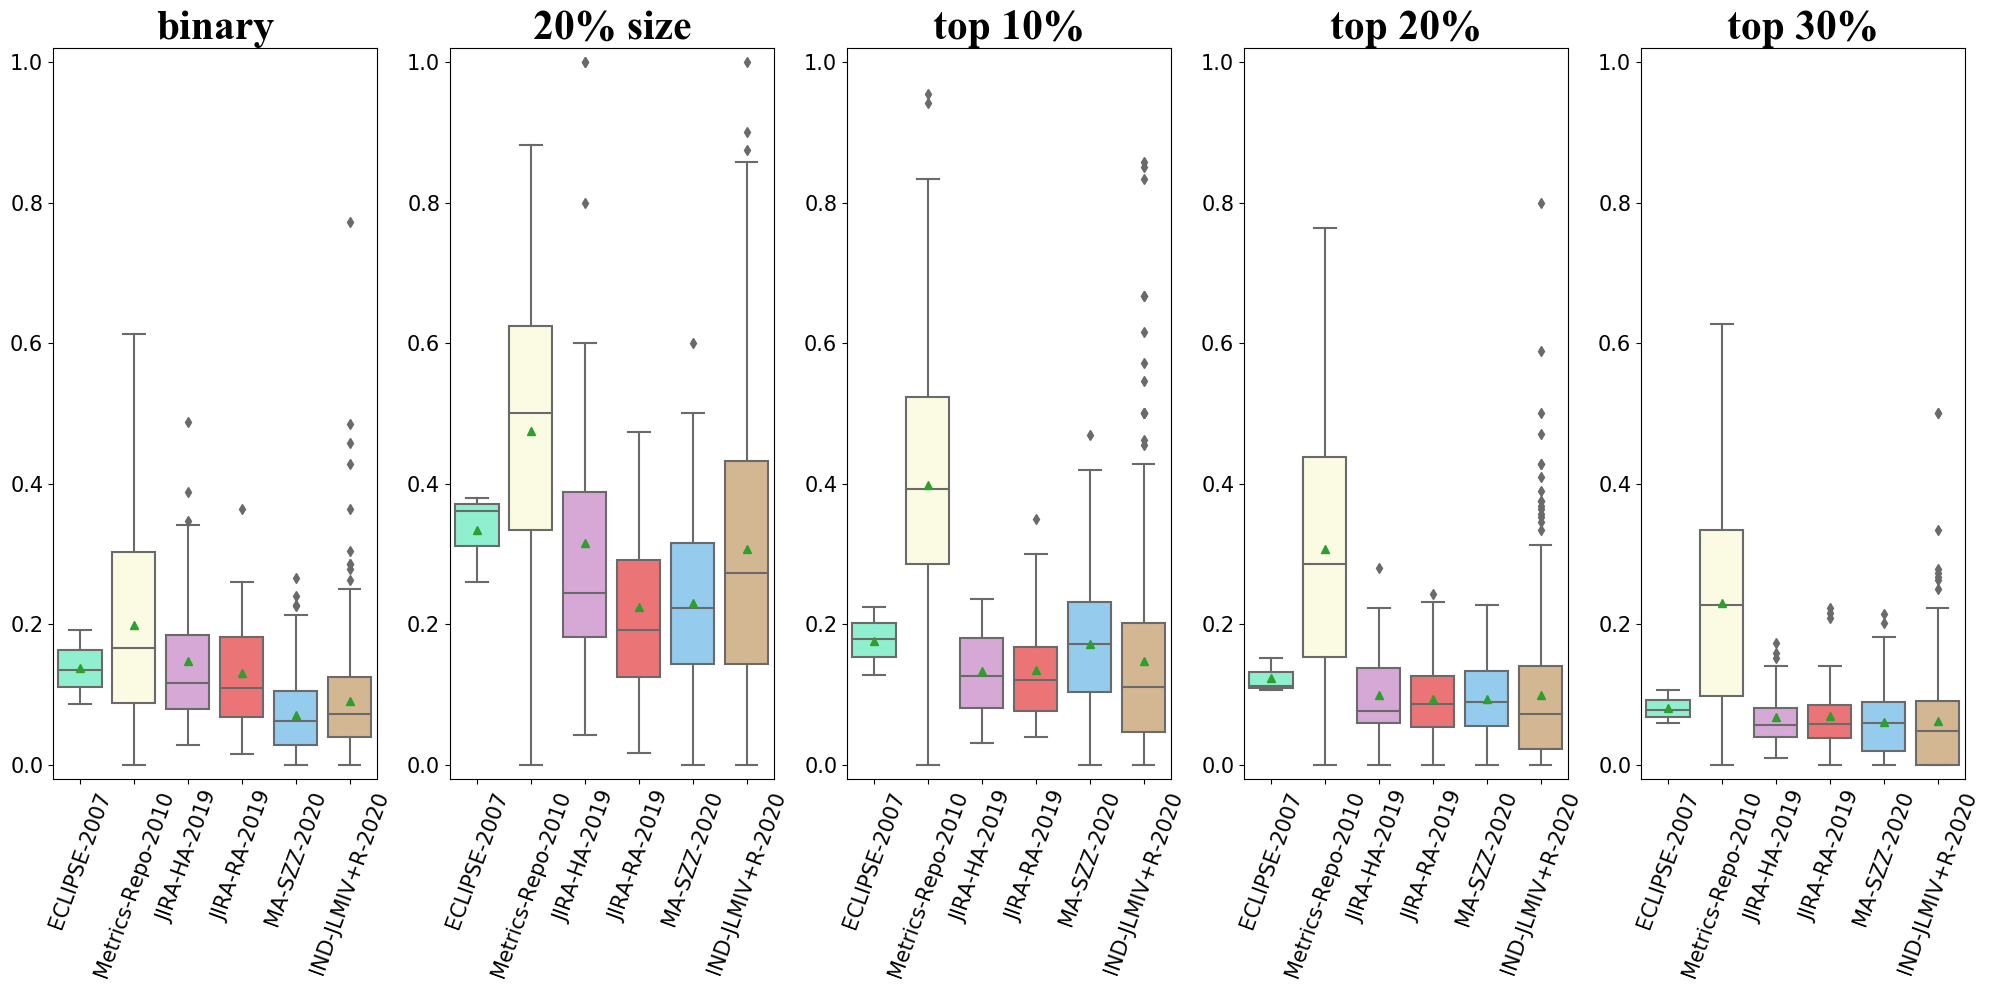 binary 20% size top 10% top 20% top 30%
1.0 1.0 1.0 1.0 1.0
0.8 0.8 0.8 0.8 0.8
0.6 0.6 0.6 0.6 0.6
0.4 0.4 0.4 0.4 0.4
0.2 0.2 0.2 0.2 0.2
0.0 0.0 0.0 0.0 0.0
ECLIPSE-2007 Metrics-Repo-2010 JIRA-HA-2019 JIRA-RA-2019 MA-SZZ-2020 IND-JLMIV+R-2020 ECLIPSE-2007 Metrics-Repo-2010 JIRA-HA-2019 JIRA-RA-2019 MA-SZZ-2020 IND-JLMIV+R-2020 ECLIPSE-2007 Metrics-Repo-2010 JIRA-HA-2019 JIRA-RA-2019 MA-SZZ-2020 IND-JLMIV+R-2020 ECLIPSE-2007 Metrics-Repo-2010 JIRA-HA-2019 JIRA-RA-2019 MA-SZZ-2020 IND-JLMIV+R-2020 ECLIPSE-2007 Metrics-Repo-2010 JIRA-HA-2019 JIRA-RA-2019 MA-SZZ-2020 IND-JLMIV+R-2020